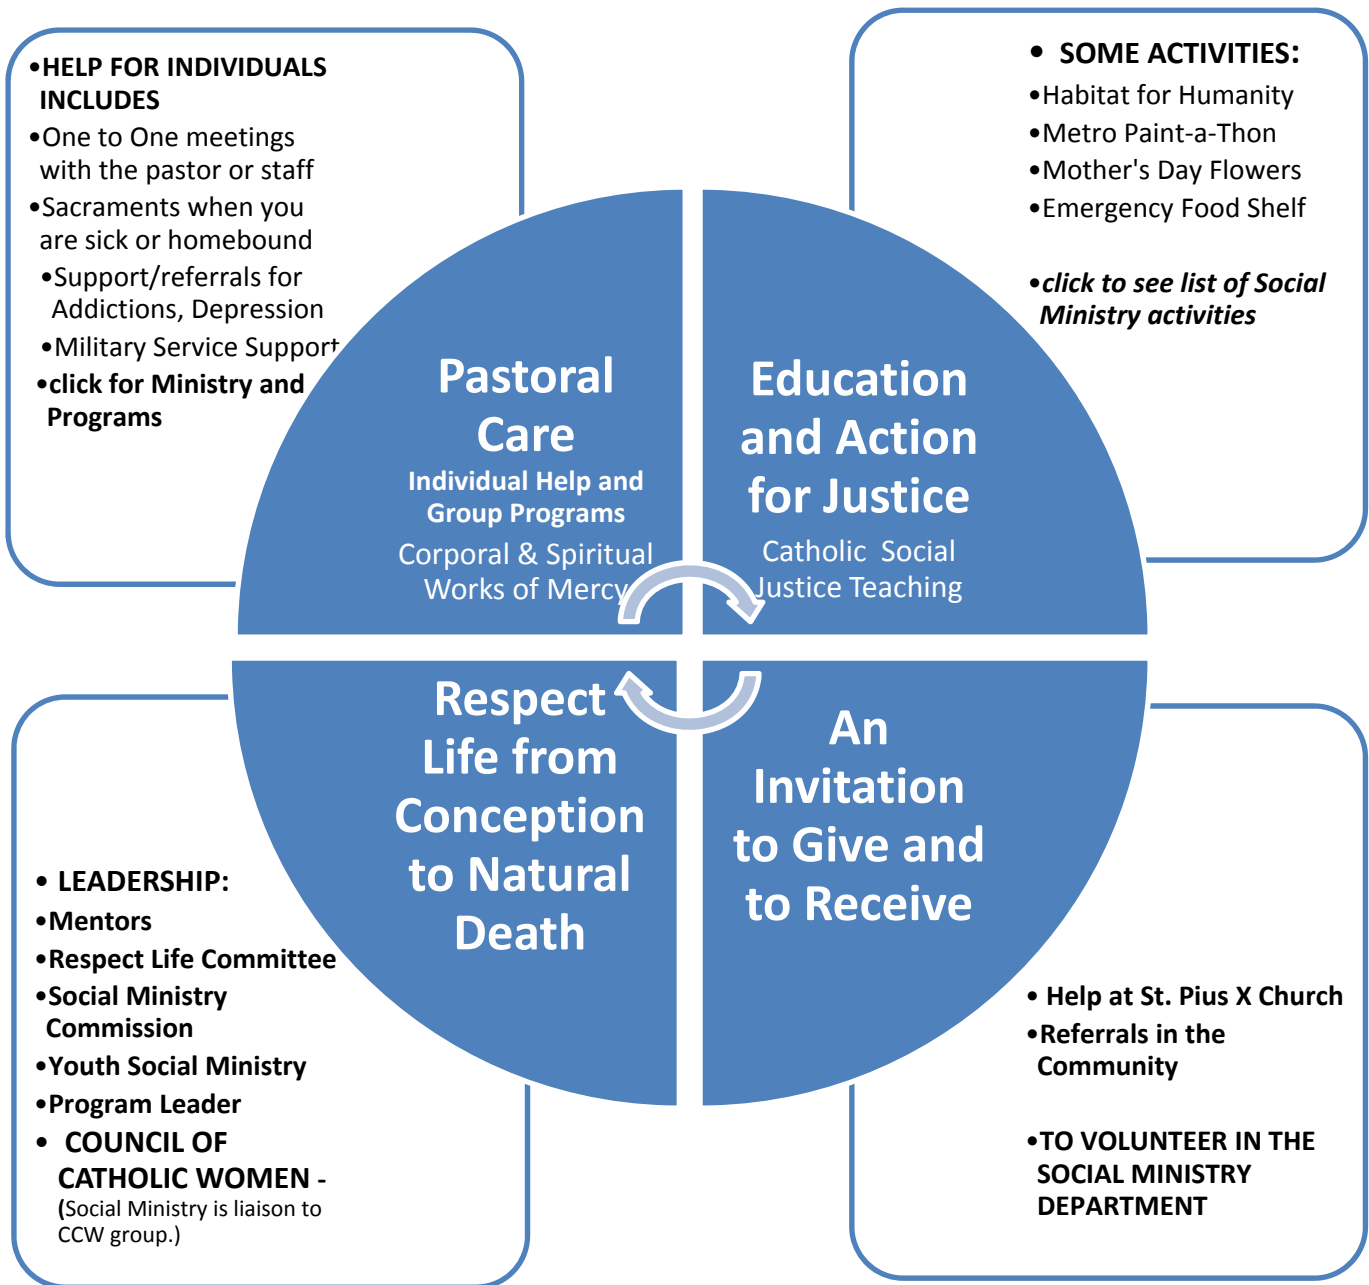 •HELP FOR INDIVIDUALS
INCLUDES
•One to One meetings
with the pastor or staff
•Sacraments when you
are sick or homebound
•Support/referrals for
Addictions, Depression
•Military Service Support
•click for Ministry and
Programs
• SOME ACTIVITIES:
•Habitat for Humanity
•Metro Paint-a-Thon
•Mother's Day Flowers
•Emergency Food Shelf
•click to see list of Social
Ministry activities
Pastoral
Care
Individual Help and
Group Programs
Corporal & Spiritual
Works of Mercy
Education
and Action
for Justice
Catholic Social
Justice Teaching
Respect
Life from
Conception
to Natural
Death
An
Invitation
to Give and
to Receive
• LEADERSHIP:
•Mentors
•Respect Life Committee
•Social Ministry
Commission
•Youth Social Ministry
•Program Leader
• COUNCIL OF
CATHOLIC WOMEN -
(Social Ministry is liaison to
CCW group.)
• Help at St. Pius X Church
•Referrals in the
Community
•TO VOLUNTEER IN THE
SOCIAL MINISTRY
DEPARTMENT